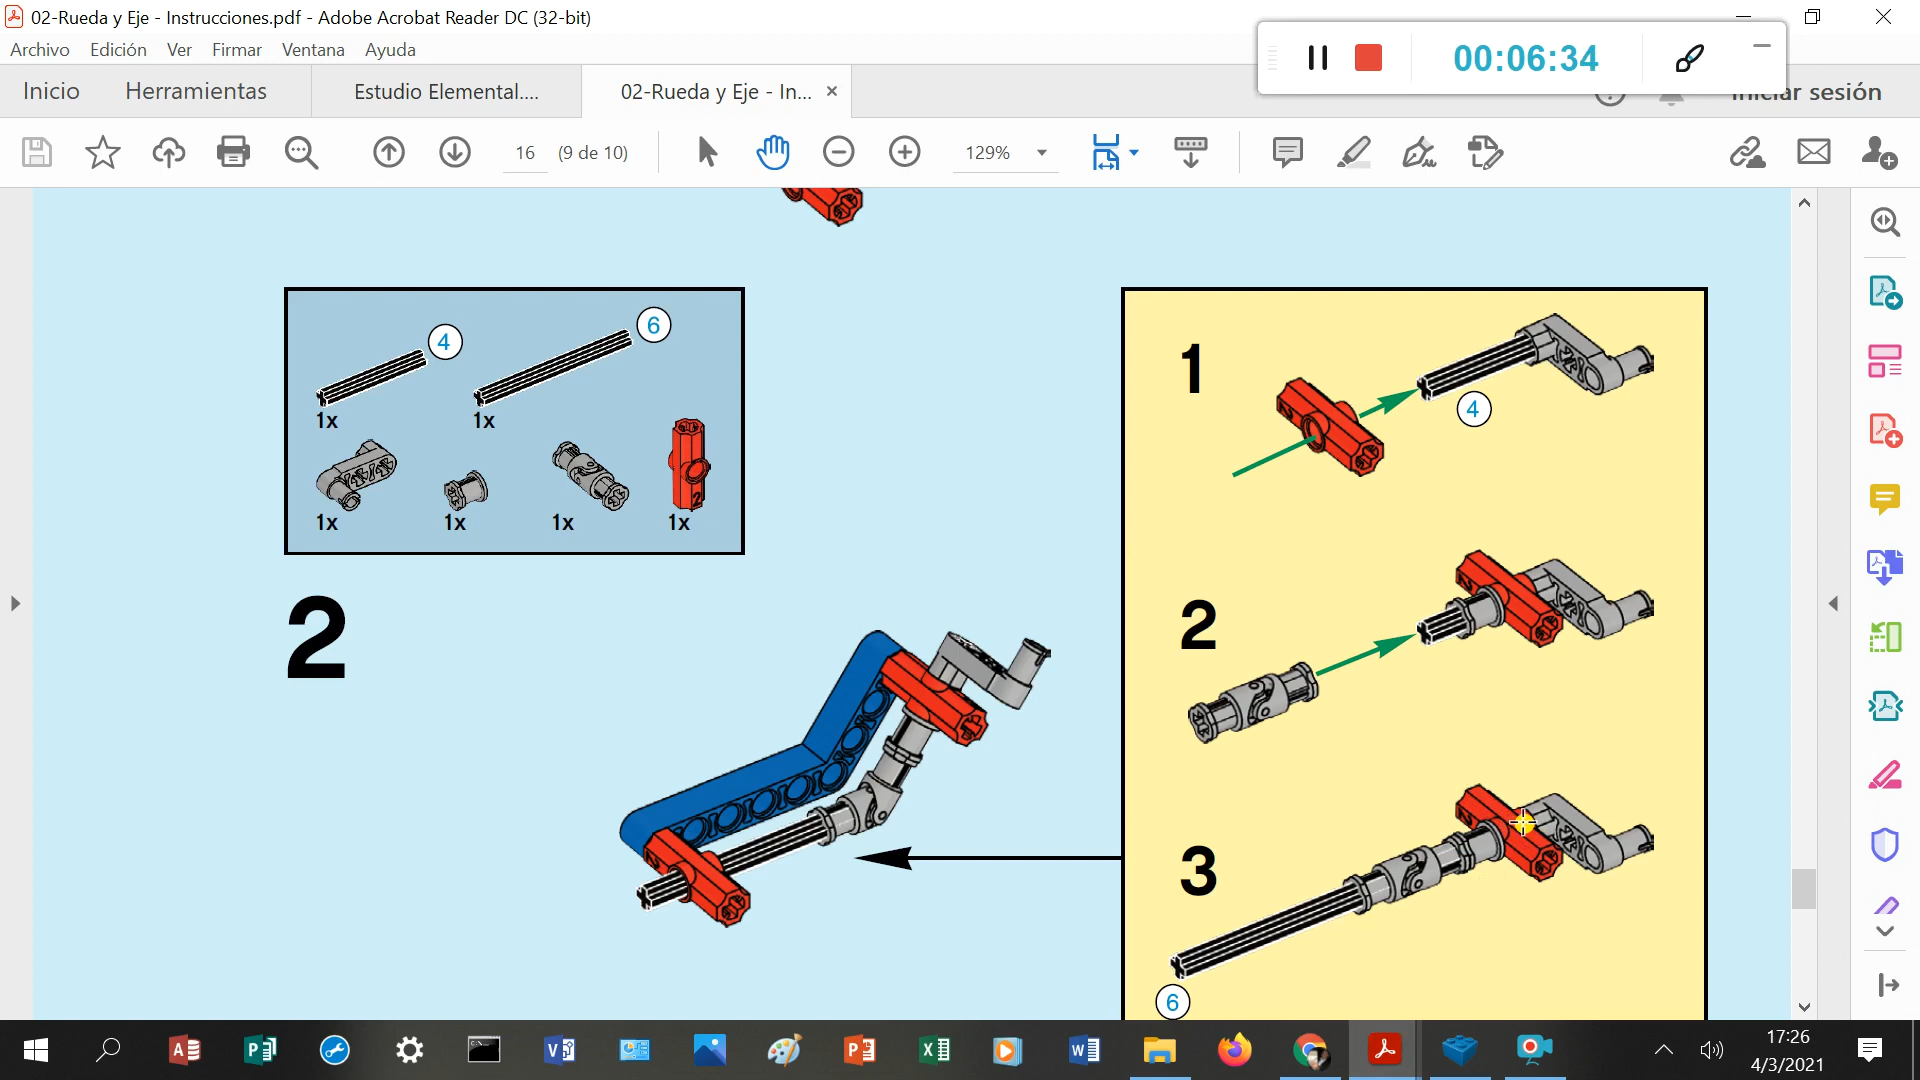 02-Rueda y Eje - Instrucciones.pdf - Adobe Acrobat Reader DC (32-bit)
Archivo Edición Ver Firmar Ventana Ayuda
00:06:34
Inicio Herramientas Estudio Elemental.... 02-Rueda y Eje - In... × Iniciar sesión
16 (9 de 10) 129%
4 6
1x 1x
1x 1x 1x 1x
2
1
4
2
3
6
17:26
4/3/2021